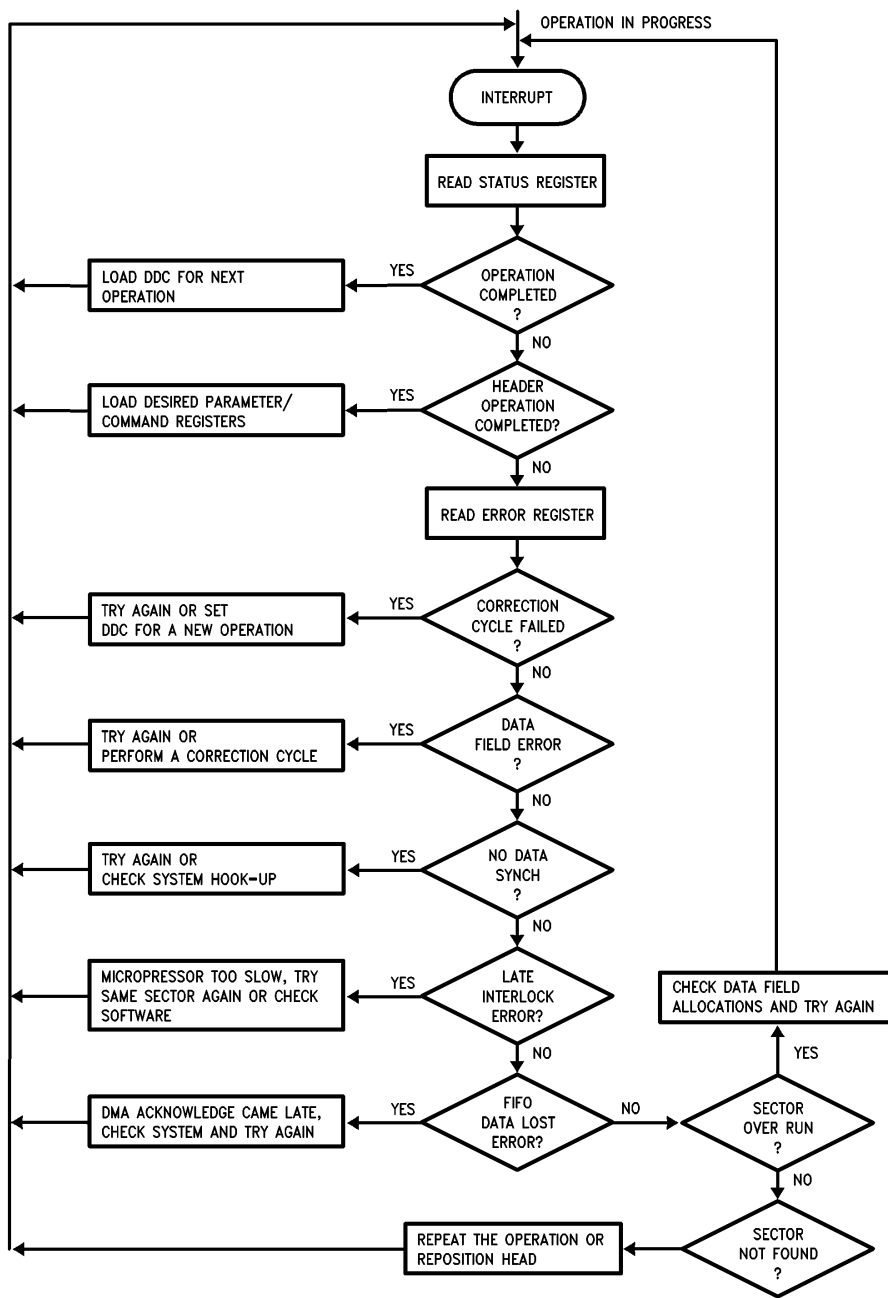 OPERATION IN PROGRESS
INTERRUPT
READ STATUS REGISTER
LOAD DDC FOR NEXT
OPERATION
YES
OPERATION
COMPLETED
?
NO
LOAD DESIRED PARAMETER/
COMMAND REGISTERS
YES
HEADER
OPERATION
COMPLETED?
NO
READ ERROR REGISTER
TRY AGAIN OR SET
DDC FOR A NEW OPERATION
YES
CORRECTION
CYCLE FAILED
?
NO
TRY AGAIN OR
PERFORM A CORRECTION CYCLE
YES
DATA
FIELD ERROR
?
NO
TRY AGAIN OR
CHECK SYSTEM HOOK-UP
YES
NO DATA
SYNCH
?
NO
MICROPRESSOR TOO SLOW, TRY
SAME SECTOR AGAIN OR CHECK
SOFTWARE
YES
LATE
INTERLOCK
ERROR?
NO
CHECK DATA FIELD
ALLOCATIONS AND TRY AGAIN
YES
DMA ACKNOWLEDGE CAME LATE,
CHECK SYSTEM AND TRY AGAIN
YES
FIFO
DATA LOST
ERROR?
NO
SECTOR
OVER RUN
?
NO
REPEAT THE OPERATION OR
REPOSITION HEAD
SECTOR
NOT FOUND
?